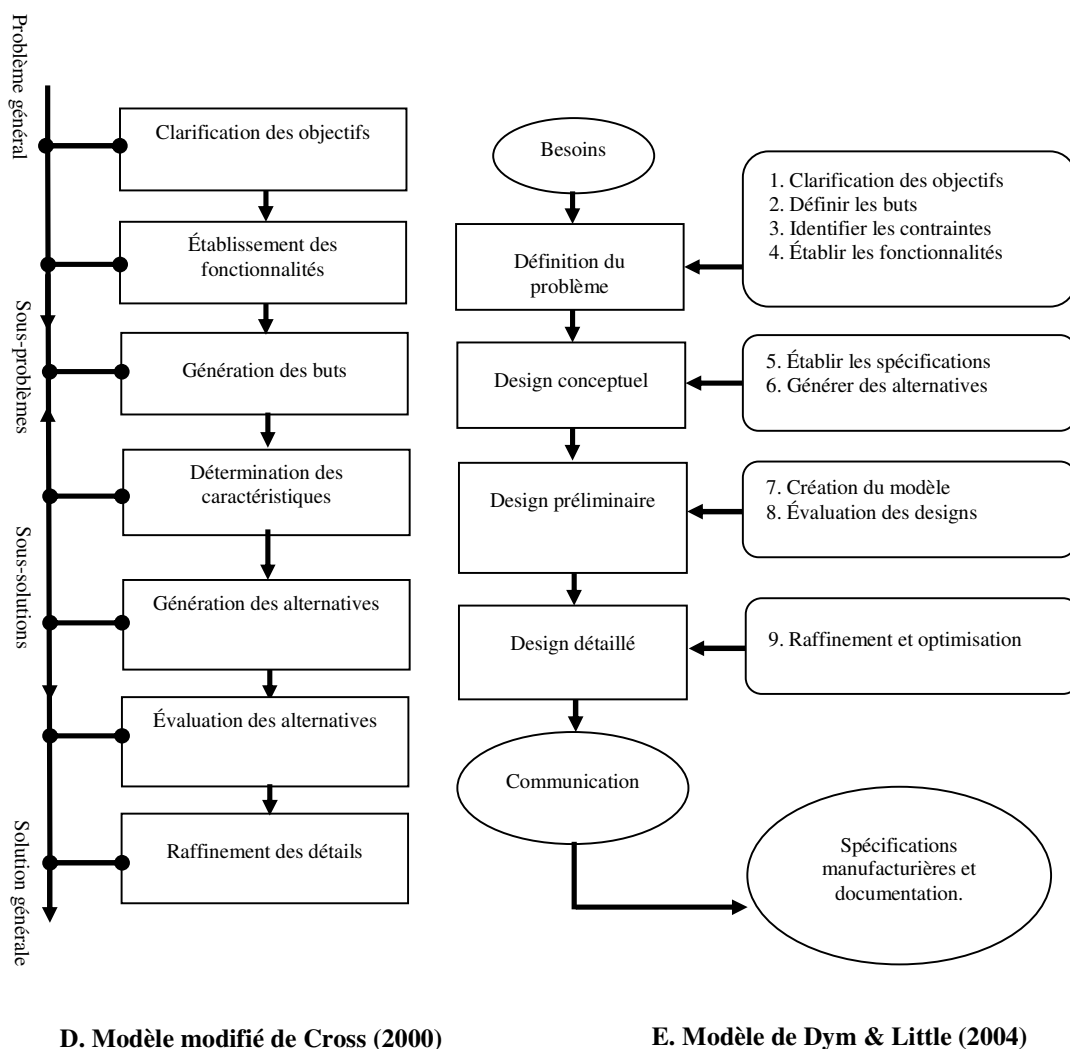 Problème général
Sous-problèmes
Sous-solutions
Solution générale
Clarification des objectifs
Établissement des
fonctionnalités
Génération des buts
Détermination des
caractéristiques
Génération des alternatives
Évaluation des alternatives
Raffinement des détails
D. Modèle modifié de Cross (2000)
Besoins
Définition du
problème
Design conceptuel
Design préliminaire
Design détaillé
Communication
1. Clarification des objectifs
2. Définir les buts
3. Identifier les contraintes
4. Établir les fonctionnalités
5. Établir les spécifications
6. Générer des alternatives
7. Création du modèle
8. Évaluation des designs
9. Raffinement et optimisation
Spécifications
manufacturières et
documentation.
E. Modèle de Dym & Little (2004)